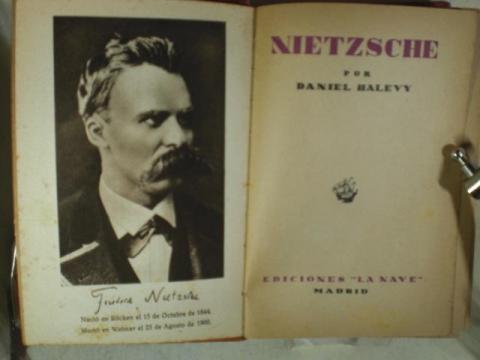 Friedrich Nietzsche
Nació en Röcken el 15 de Octubre de 1844.
Murió en Weimar el 25 de Agosto de 1900.
NIETZSCHE
POR
DANIEL HALEVY
EDICIONES "LA NAVE"
MADRID